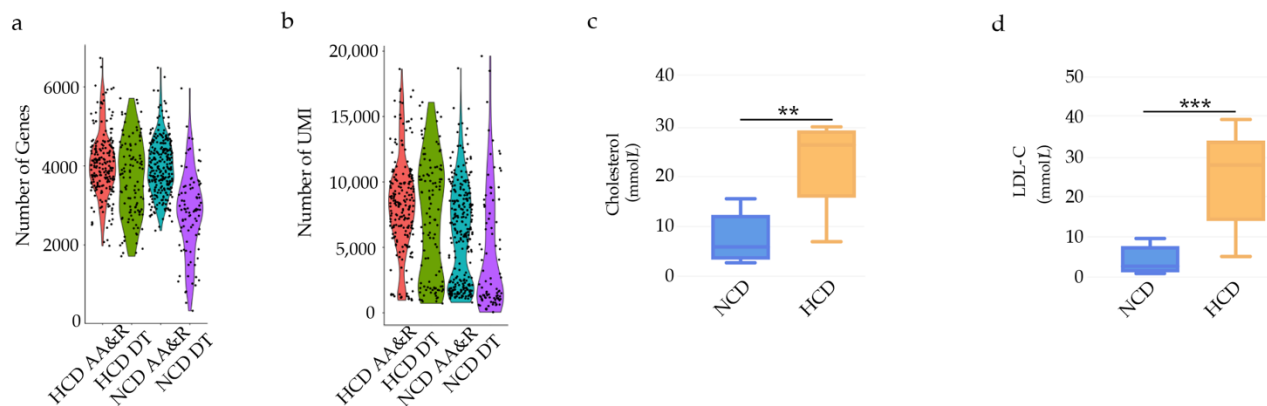 a
Number of Genes
6000
4000
2000
0
HCD AA&R
HCD DT
NCD AA&R
NCD DT
b
Number of UMI
20,000
15,000
10,000
5,000
0
HCD AA&R
HCD DT
NCD AA&R
NCD DT
c
Cholesterol
(mmol/L)
40
30
20
10
0
**
NCD
HCD
d
LDL-C
(mmol/L)
50
40
30
20
10
0
***
NCD
HCD